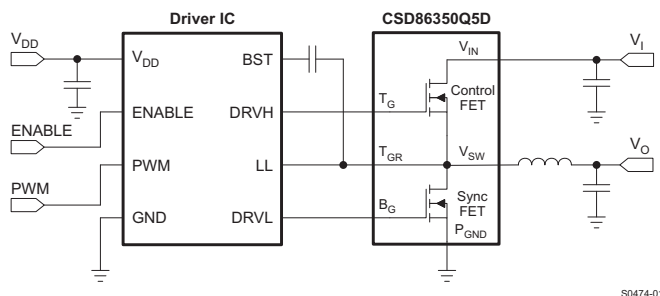 Driver IC
CSD86350Q5D
VDD
VDD
BST
VIN
VI
ENABLE
ENABLE
DRVH
TG
Control
FET
PWM
PWM
LL
TGR
VSW
VO
GND
DRVL
BG
Sync
FET
PGND